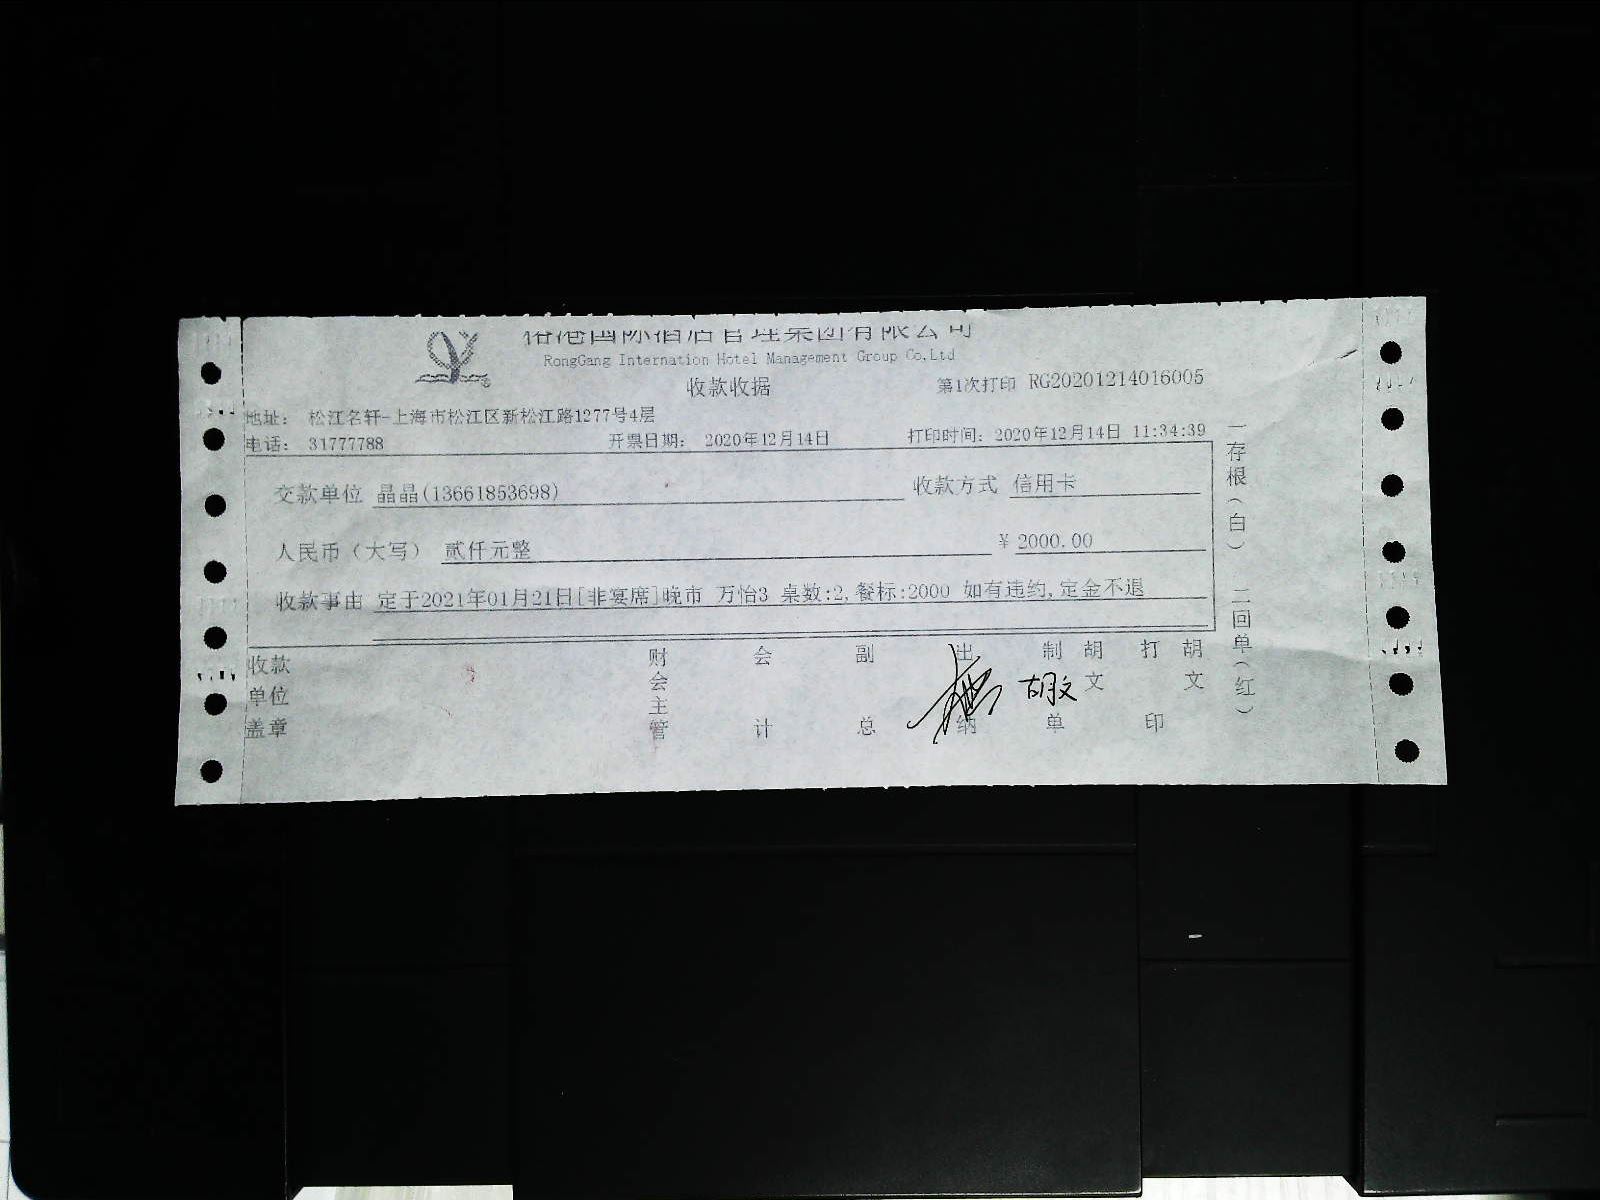 国际酒店管理集团有限公司
RongGang Internation Hotel Management Group Co,Ltd
收款收据
第1次打印 RG20201214016005
地址： 松江名轩-上海市松江区新松江路1277号4层
电话： 31777788
开票日期： 2020年12月14日
打印时间：2020年12月14日 11:34:39
交款单位 晶晶(13661853698)
收款方式 信用卡
人民币（大写） 贰仟元整
¥ 2000.00
收款事由 定于2021年01月21日[非宴席]晚市 万怡3 桌数:2,餐标:2000 如有违约,定金不退
收款单位盖章
财会主管
会计
副总
出纳
制单
胡文
胡文
打印
胡文
一存根（白） 二回单（红）